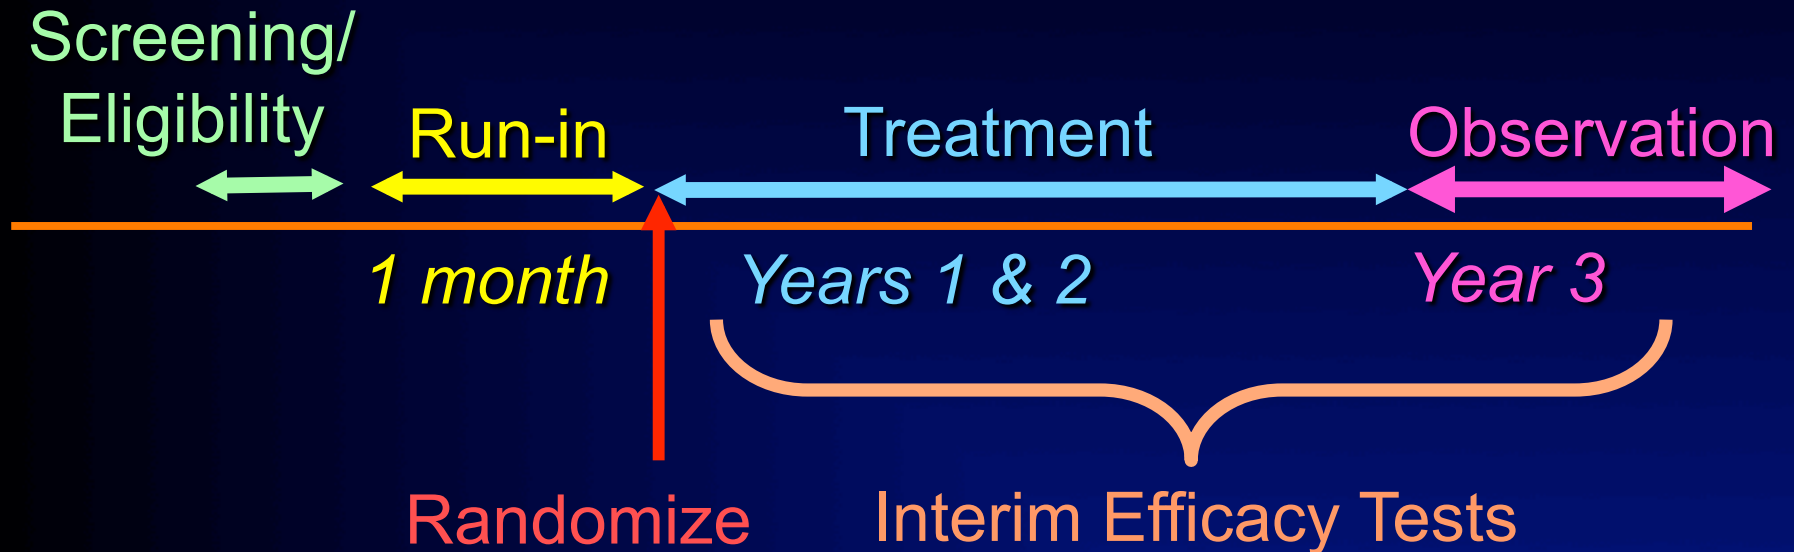 Screening/
Eligibility
Run-in
Treatment
Observation
1 month
Years 1 & 2
Year 3
Randomize
Interim Efficacy Tests